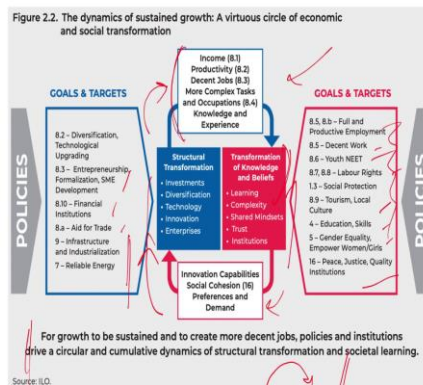 Figure 2.2. The dynamics of sustained growth: A virtuous circle of economic
and social transformation
Income (8.1)
Productivity (8.2)
Decent Jobs (8.3)
More Complex Tasks
and Occupations (8.4)
Knowledge and
Experience
POLICIES
GOALS & TARGETS
8.2 – Diversification,
Technological
Upgrading
8.3 – Entrepreneurship,
Formalization, SME
Development
8.10 – Financial
Institutions
8.a – Aid for Trade
9 – Infrastructure
and Industrialization
7 – Reliable Energy
Structural
Transformation
• Investments
• Diversification
• Technology
• Innovation
• Enterprises
Transformation
of Knowledge
and Beliefs
• Learning
• Complexity
• Shared Mindsets
• Trust
• Institutions
GOALS & TARGETS
8.5, 8.b – Full and
Productive Employment
8.5 – Decent Work
8.6 – Youth NEET
8.7, 8.8 – Labour Rights
1.3 – Social Protection
8.9 – Tourism, Local
Culture
4 – Education, Skills
5 – Gender Equality,
Empower Women/Girls
16 – Peace, Justice, Quality
Institutions
POLICIES
Innovation Capabilities
Social Cohesion (16)
Preferences and
Demand
For growth to be sustained and to create more decent jobs, policies and institutions
drive a circular and cumulative dynamics of structural transformation and societal learning.
Source: ILO.